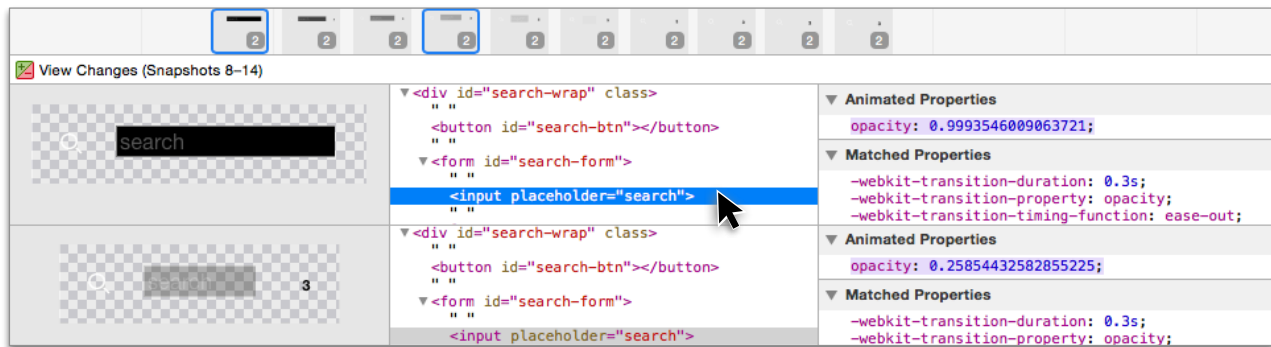 2 2 2 2 2 2 2 2 2 2
View Changes (Snapshots 8–14)
search
▼<div id="search-wrap" class>
" "
<button id="search-btn"></button>
" "
▼<form id="search-form">
" "
<input placeholder="search">
" "
▼ Animated Properties
opacity: 0.9993546009063721;
▼ Matched Properties
-webkit-transition-duration: 0.3s;
-webkit-transition-property: opacity;
-webkit-transition-timing-function: ease-out;
search 3
▼<div id="search-wrap" class>
" "
<button id="search-btn"></button>
" "
▼<form id="search-form">
" "
<input placeholder="search">
▼ Animated Properties
opacity: 0.25854432582855225;
▼ Matched Properties
-webkit-transition-duration: 0.3s;
-webkit-transition-property: opacity;